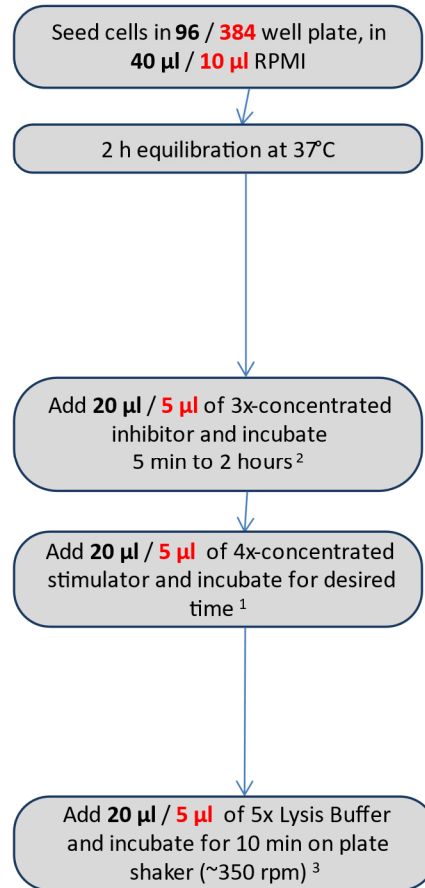 Seed cells in 96 / 384 well plate, in
40 µl / 10 µl RPMI
2 h equilibration at 37°C
Add 20 µl / 5 µl of 3x-concentrated
inhibitor and incubate
5 min to 2 hours ²
Add 20 µl / 5 µl of 4x-concentrated
stimulator and incubate for desired
time ¹
Add 20 µl / 5 µl of 5x Lysis Buffer
and incubate for 10 min on plate
shaker (~350 rpm) ³